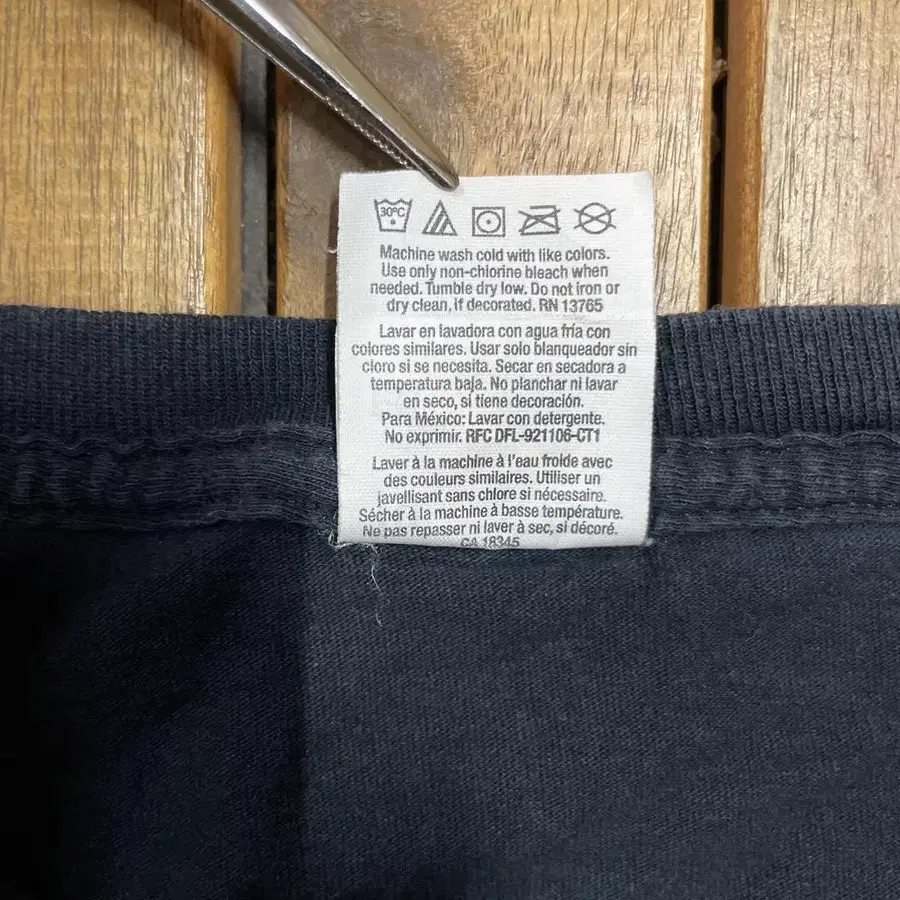 30°C
Machine wash cold with like colors.
Use only non-chlorine bleach when
needed. Tumble dry low. Do not iron or
dry clean, if decorated. RN 13765
Lavar en lavadora con agua fría con
colores similares. Usar solo blanqueador sin
cloro si se necesita. Secar en secadora a
temperatura baja. No planchar ni lavar
en seco, si tiene decoración.
Para México: Lavar con detergente.
No exprimir. RFC DFL-921106-CT1
Laver à la machine à l'eau froide avec
des couleurs similaires. Utiliser un
javellisant sans chlore si nécessaire.
Sécher à la machine à basse température.
Ne pas repasser ni laver à sec, si décoré.
CA 18345